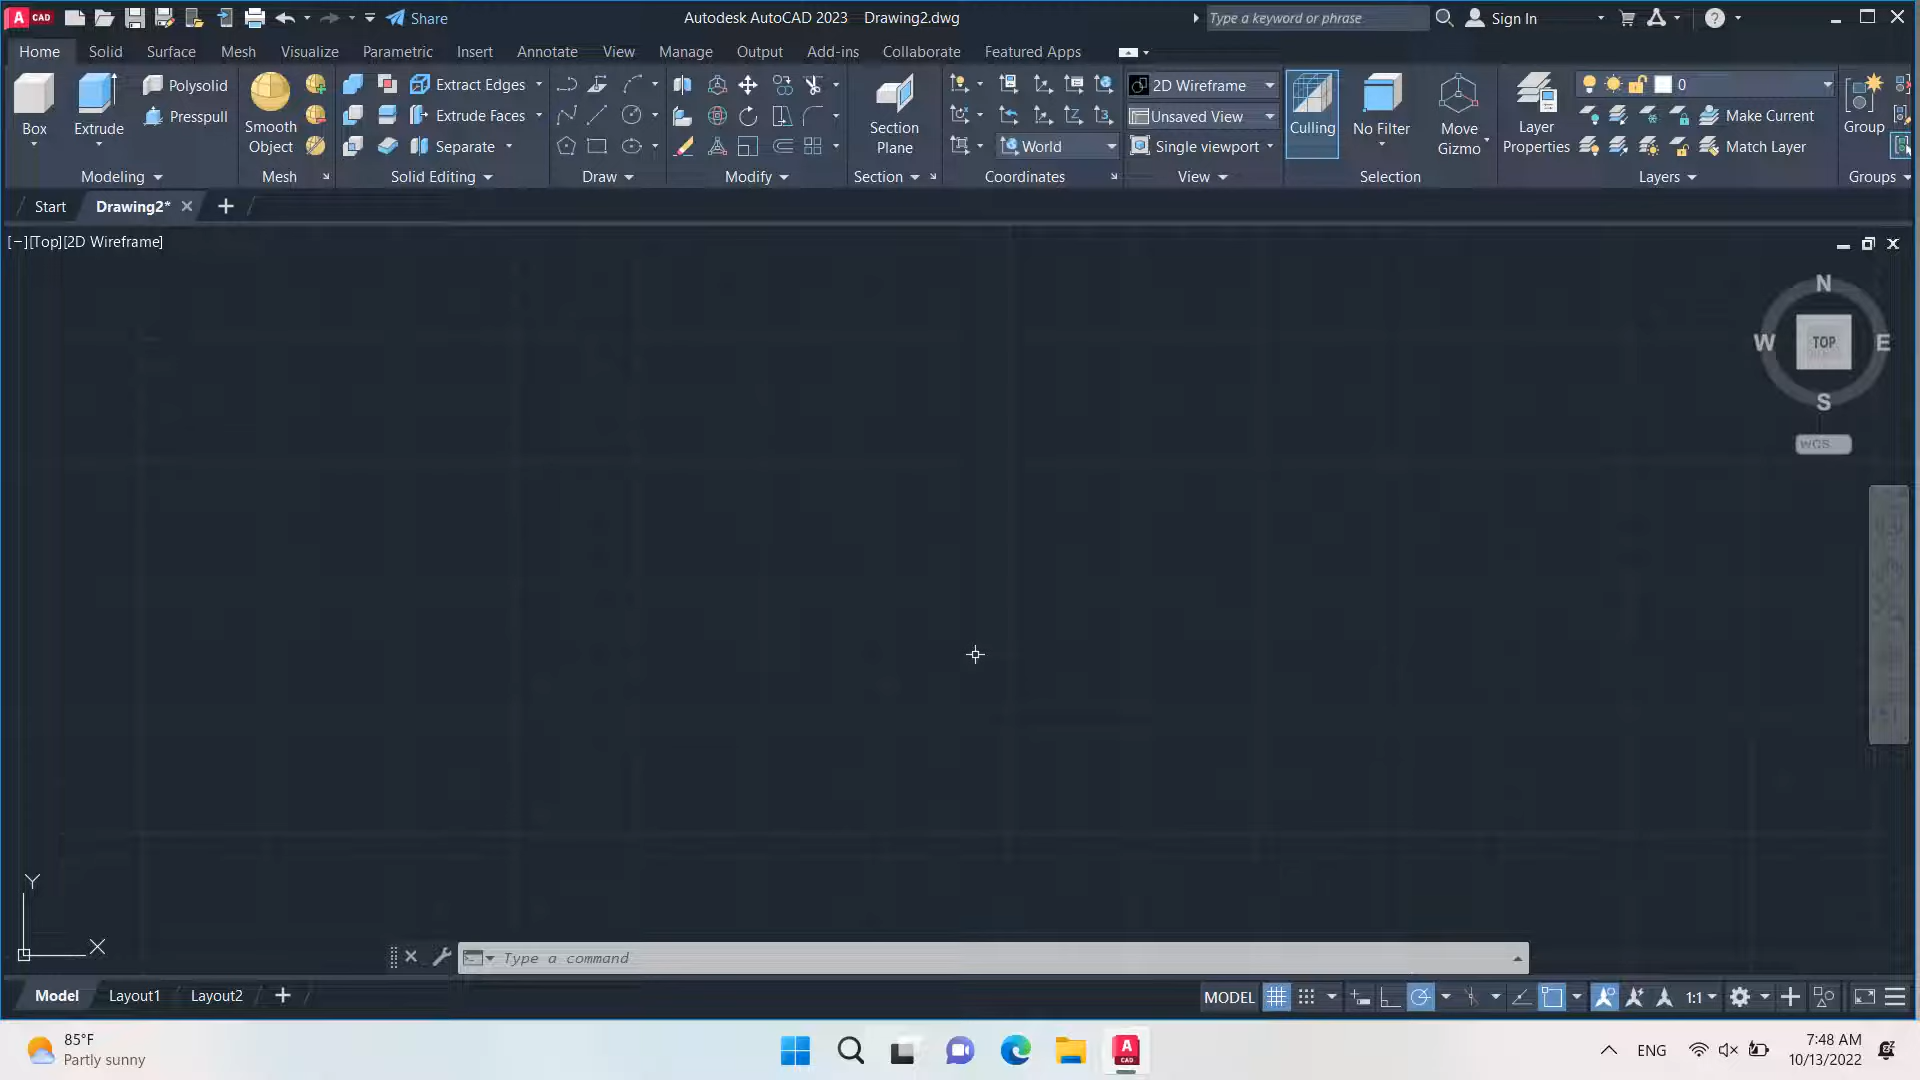 A CAD Share Autodesk AutoCAD 2023 Drawing2.dwg Type a keyword or phrase Sign In
Home Solid Surface Mesh Visualize Parametric Insert Annotate View Manage Output Add-ins Collaborate Featured Apps
Box
Extrude
Polysolid
Presspull
Modeling
Smooth
Object
Mesh
Extract Edges
Extrude Faces
Separate
Solid Editing
Draw
Modify
Section
Plane
Section
World
Coordinates
2D Wireframe
Unsaved View
Single viewport
View
Culling
No Filter
Move
Gizmo
Selection
Layer
Properties
0
Make Current
Match Layer
Layers
Group
Groups
Start Drawing2*
[−][Top][2D Wireframe]
N
W TOP E
S
WCS
Y
X
Type a command
Model Layout1 Layout2 MODEL 1:1
85°F
Partly sunny
A CAD
ENG
7:48 AM
10/13/2022